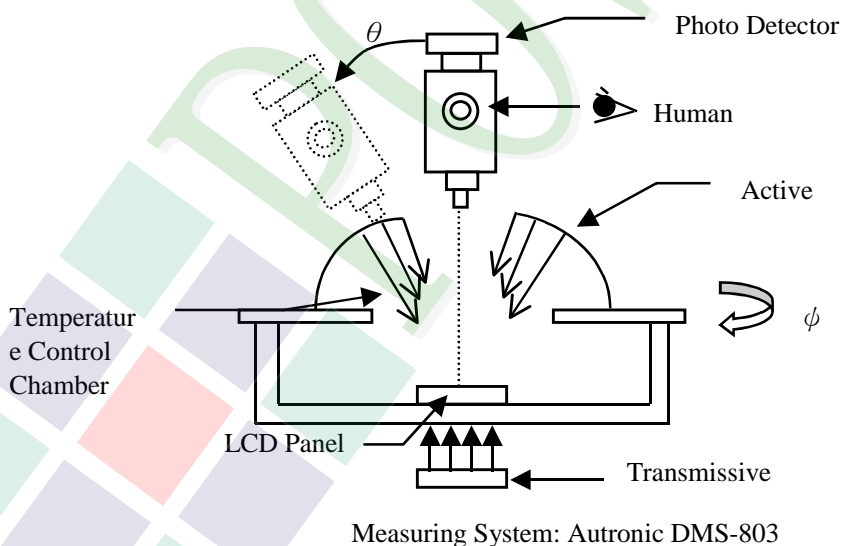 Photo Detector
θ
Human
Active
Temperatur
e Control
Chamber
ϕ
LCD Panel
Transmissive
Measuring System: Autronic DMS-803